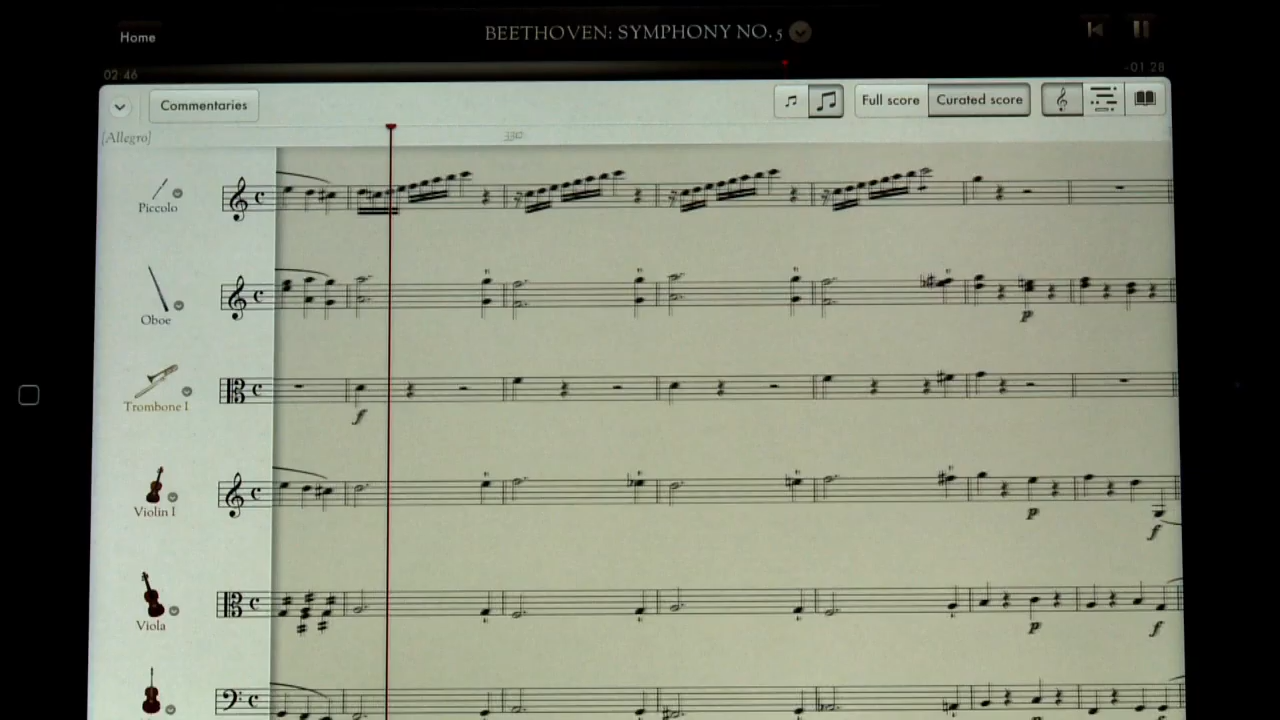 Home
BEETHOVEN: SYMPHONY NO. 5
02:46
-01:28
Commentaries
Full score
Curated score
[Allegro]
330
Piccolo
Oboe
p
Trombone I
f
Violin I
p
f
Viola
p
f